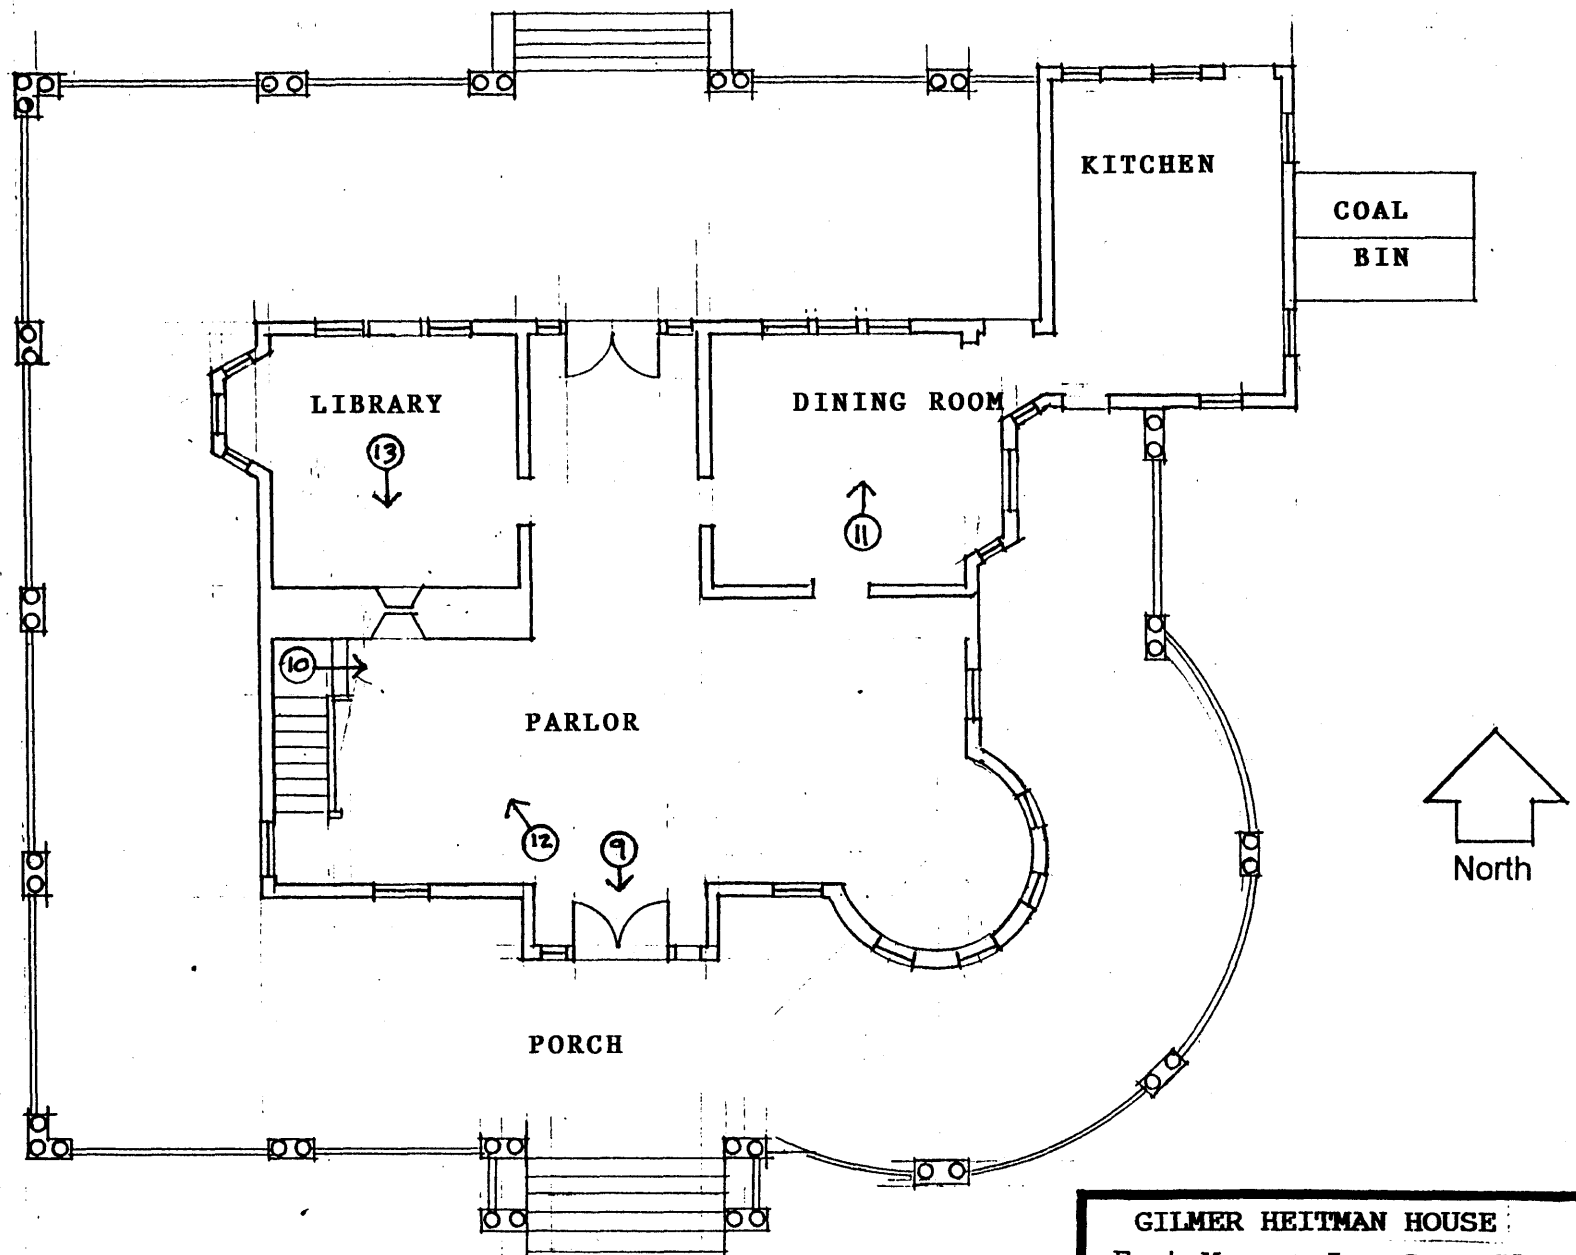 KITCHEN
COAL
BIN
LIBRARY
DINING ROOM
13
11
10
PARLOR
12
9
North
PORCH
GILMER HEITMAN HOUSE